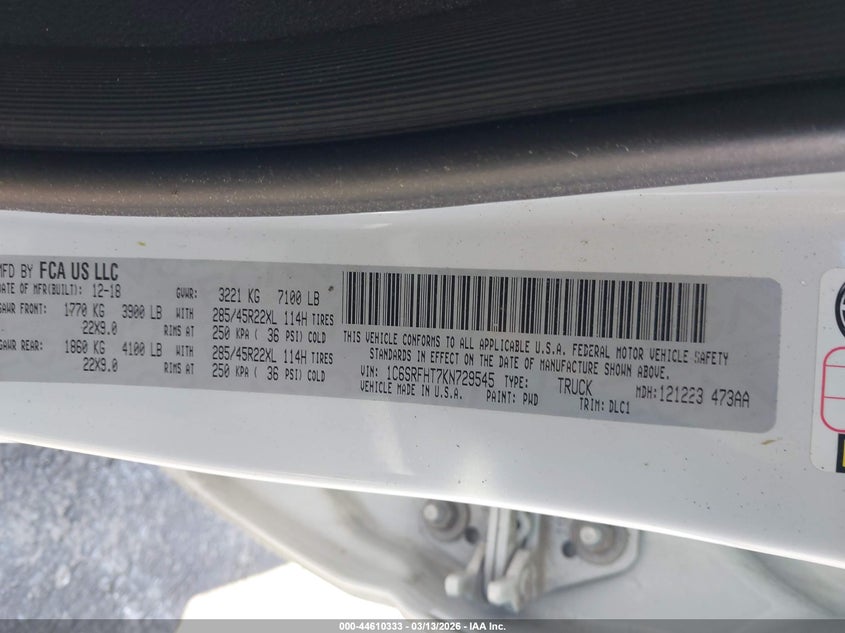 MFD BY FCA US LLC
DATE OF MFR(BUILT): 12-18 GVWR: 3221 KG 7100 LB
GAWR FRONT: 1770 KG 3900 LB WITH 285/45R22XL 114H TIRES
22X9.0 RIMS AT 250 KPA ( 36 PSI) COLD
GAWR REAR: 1860 KG 4100 LB WITH 285/45R22XL 114H TIRES
22X9.0 RIMS AT 250 KPA ( 36 PSI) COLD
THIS VEHICLE CONFORMS TO ALL APPLICABLE U.S.A. FEDERAL MOTOR VEHICLE SAFETY
STANDARDS IN EFFECT ON THE DATE OF MANUFACTURE SHOWN ABOVE.
VIN: 1C6SRFHT7KN729545 TYPE: TRUCK MDH: 121223 473AA
VEHICLE MADE IN U.S.A. PAINT: PWD TRIM: DLC1
000-44610333 - 03/13/2026 - IAA Inc.